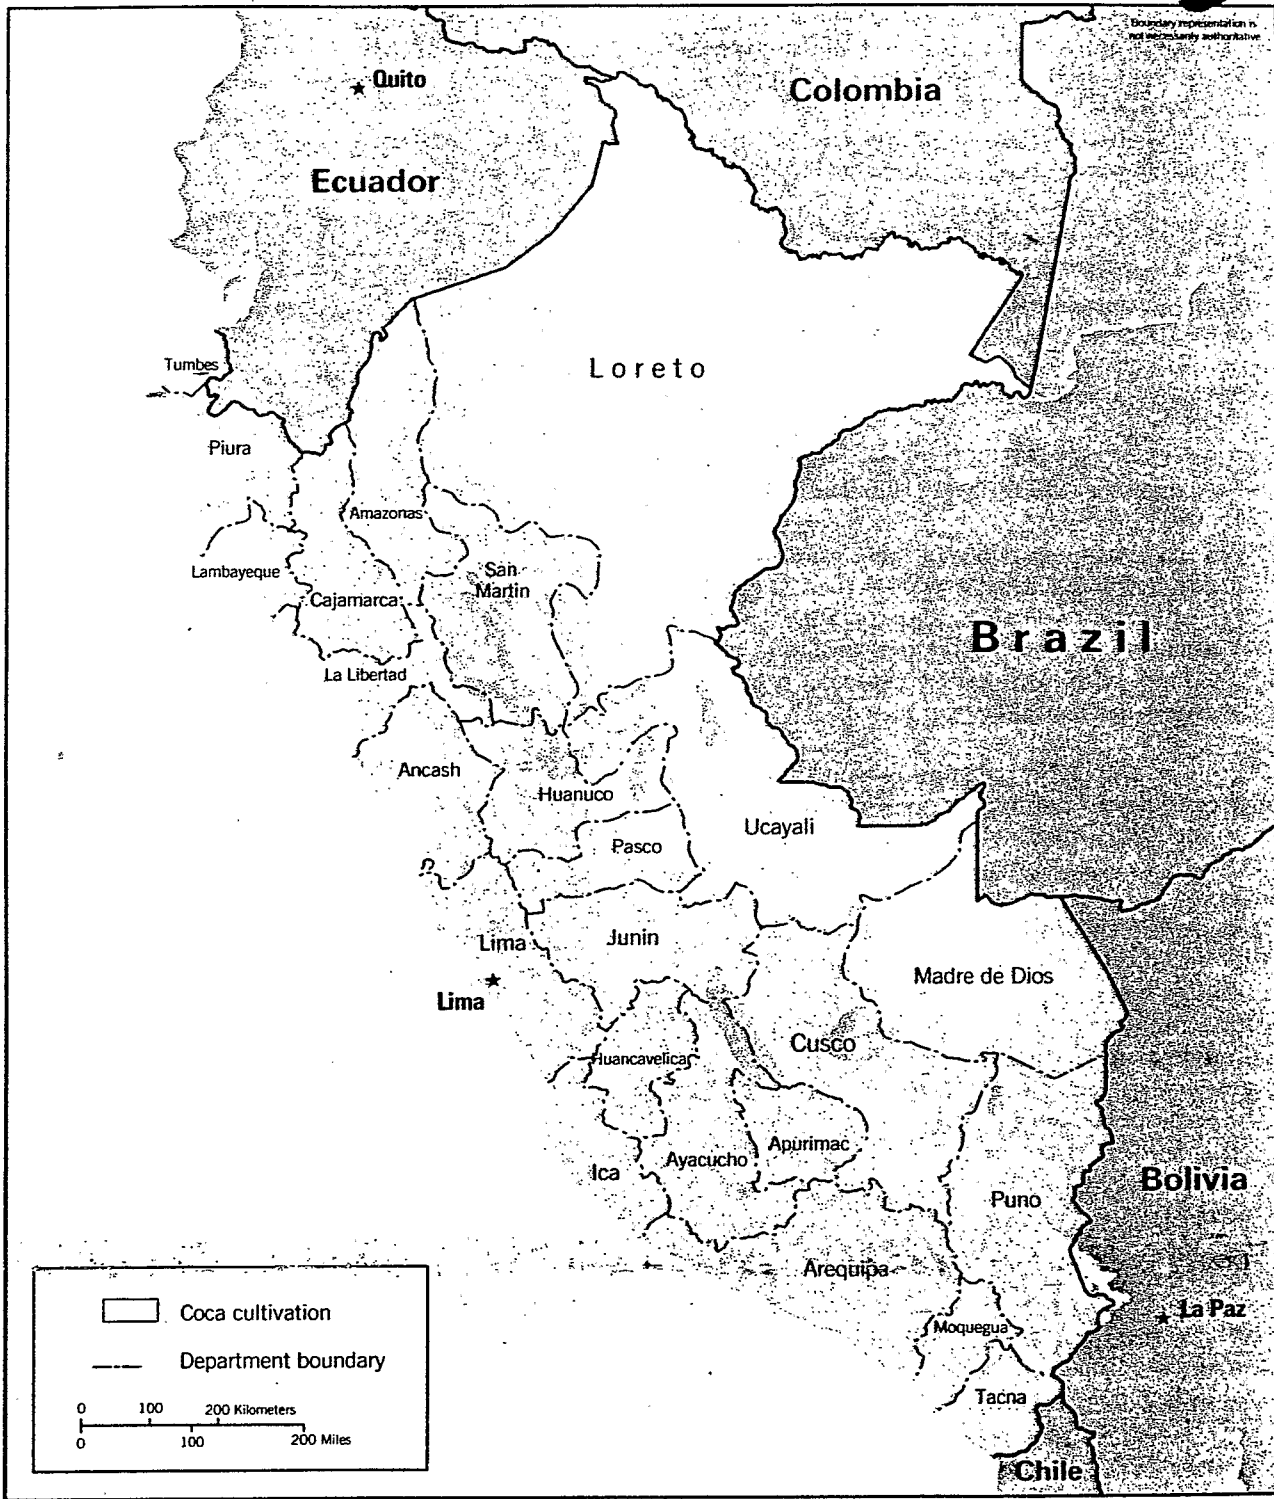 Boundary representation is
not necessarily authoritative
Quito
Colombia
Ecuador
Tumbes
Loreto
Piura
Amazonas
Lambayeque
San
Martin
Cajamarca
Brazil
La Libertad
Ancash
Huanuco
Ucayali
Pasco
Lima
Junin
Madre de Dios
Lima
Cusco
Huancavelica
Apurimac
Ayacucho
Ica
Bolivia
Puno
Arequipa
La Paz
Moquegua
Tacna
Chile
Coca cultivation
Department boundary
0 100 200 Kilometers
0 100 200 Miles